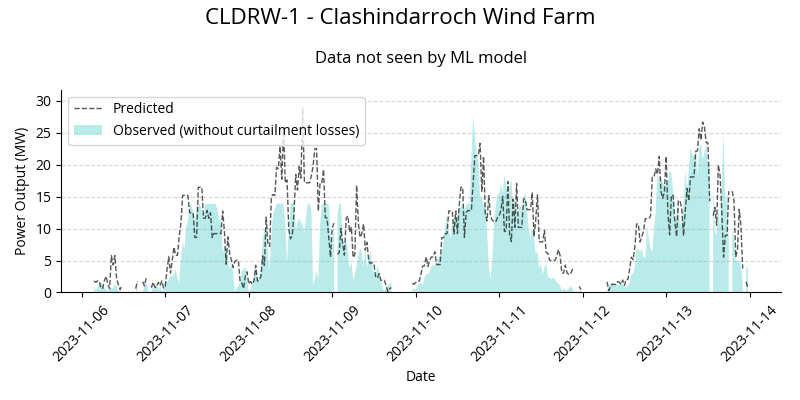 CLDRW-1 - Clashindarroch Wind Farm
Data not seen by ML model
Predicted
Observed (without curtailment losses)
Power Output (MW)
30
25
20
15
10
5
0
2023-11-06
2023-11-07
2023-11-08
2023-11-09
2023-11-10
2023-11-11
2023-11-12
2023-11-13
2023-11-14
Date